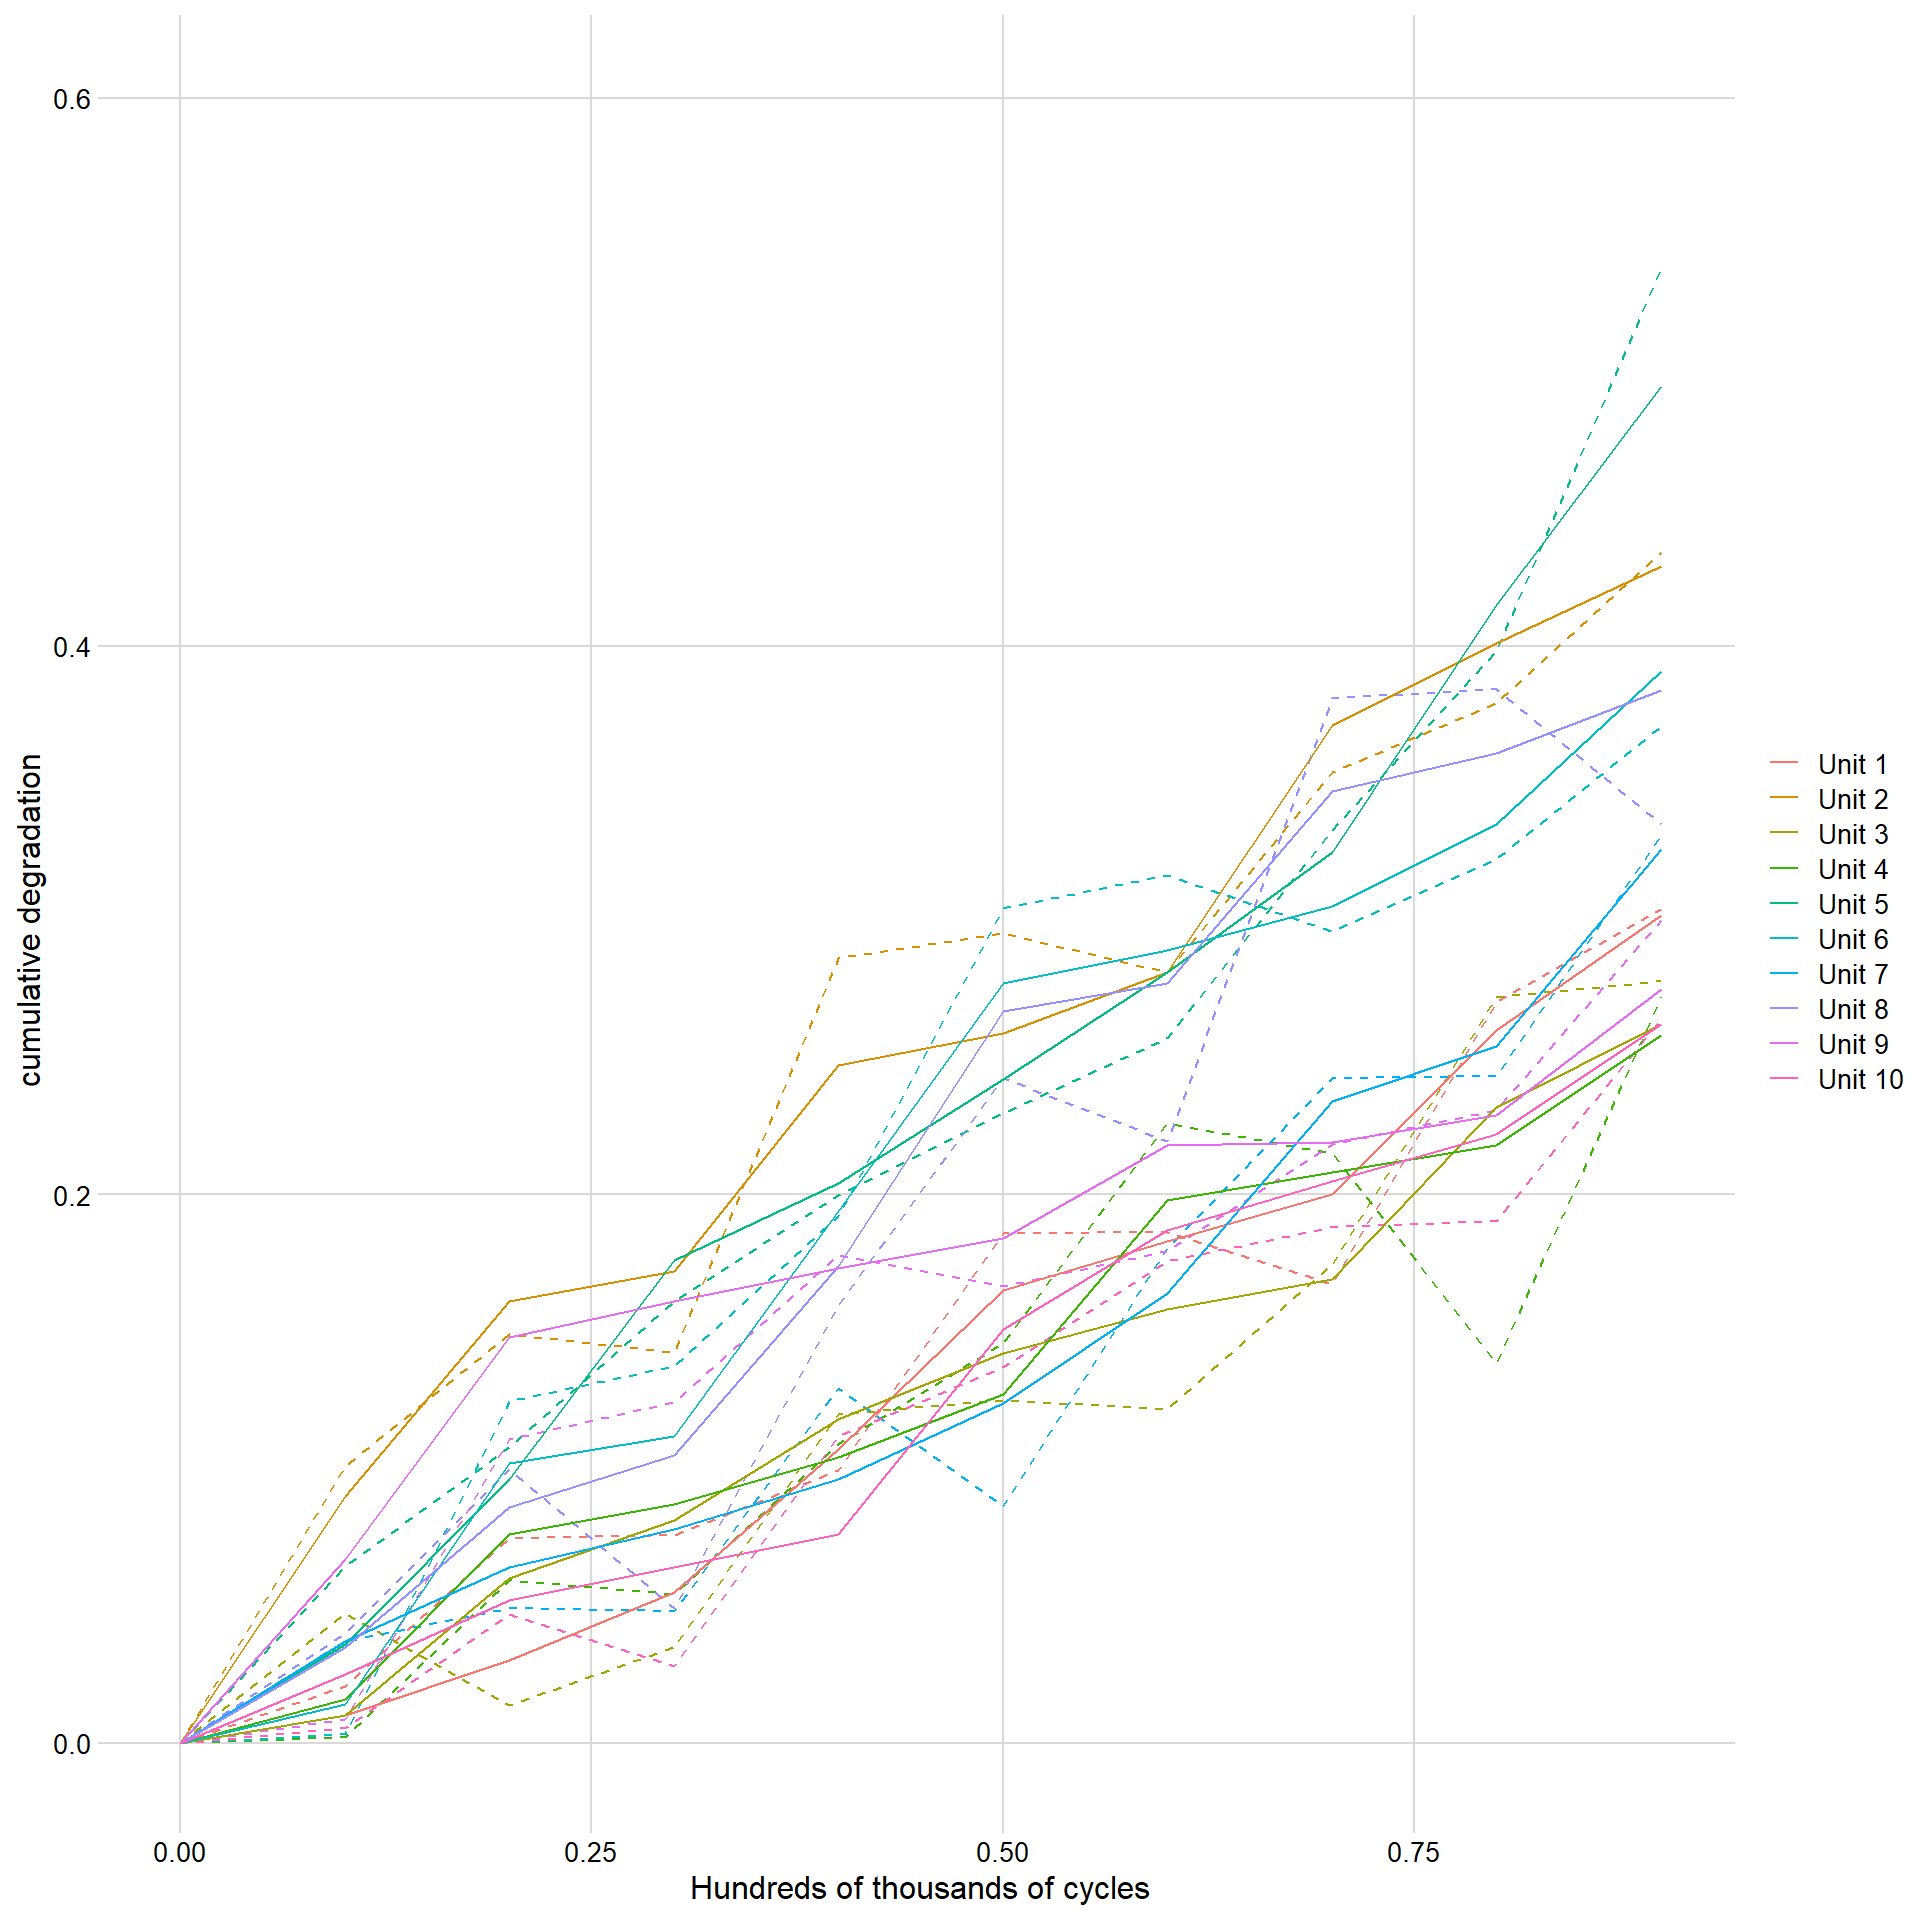 0.6
0.4
0.2
0.0
cumulative degradation
0.00
0.25
0.50
0.75
Hundreds of thousands of cycles
Unit 1
Unit 2
Unit 3
Unit 4
Unit 5
Unit 6
Unit 7
Unit 8
Unit 9
Unit 10